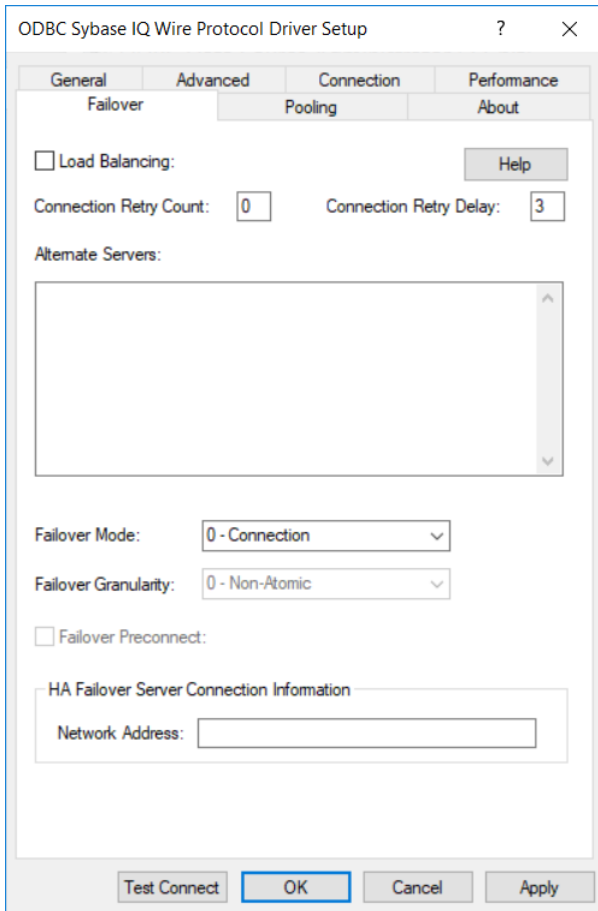 ODBC Sybase IQ Wire Protocol Driver Setup ?
General Advanced Connection Performance
Failover Pooling About
Load Balancing: Help
Connection Retry Count: 0 Connection Retry Delay: 3
Alternate Servers:
Failover Mode: 0 - Connection
Failover Granularity: 0 - Non-Atomic
Failover Preconnect:
HA Failover Server Connection Information
Network Address:
Test Connect OK Cancel Apply